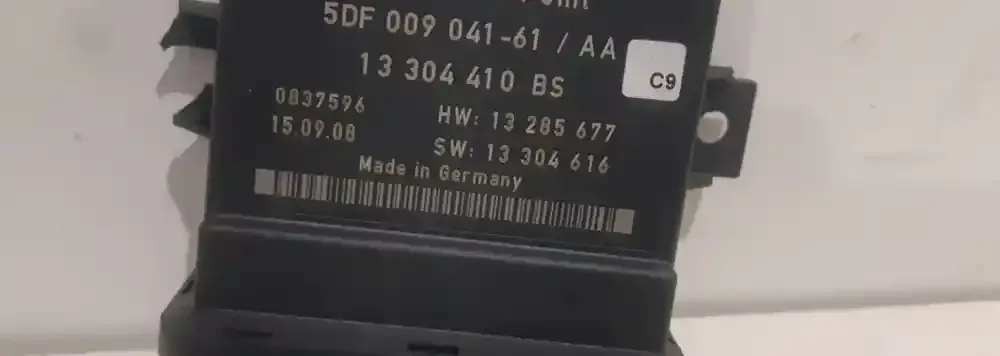 5DF 009 041-61 / AA
13 304 410 BS
C9
0837596
HW: 13 285 677
15.09.08
SW: 13 304 616
Made in Germany